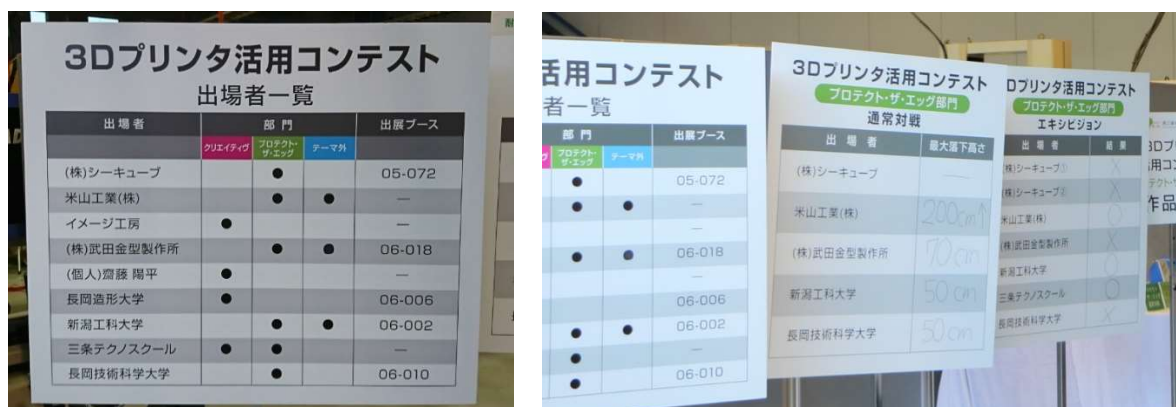 3Dプリンタ活用コンテスト
出場者一覧
出場者 部門 出展ブース
クリエイティヴ プロテクト・ザ・エッグ テーマ外
(株)シーキューブ ● 05-072
米山工業(株) ● ● —
イメージ工房 ● —
(株)武田金型製作所 ● ● 06-018
(個人)齋藤 陽平 ● —
長岡造形大学 ● 06-006
新潟工科大学 ● ● 06-002
三条テクノスクール ● ● —
長岡技術科学大学 ● 06-010
活用コンテスト
者一覧
部門 出展ブース
プロテクト・ザ・エッグ テーマ外
● 05-072
● ● —
—
● ● 06-018
—
06-006
● ● 06-002
● —
● 06-010
3Dプリンタ活用コンテスト
プロテクト・ザ・エッグ部門
通常対戦
出場者 最大落下高さ
(株)シーキューブ —
米山工業(株) 200cm↑
(株)武田金型製作所 70cm
新潟工科大学 50cm
長岡技術科学大学 50cm
Dプリンタ活用コンテスト
プロテクト・ザ・エッグ部門
エキシビジョン
出場者 結果
(株)シーキューブ① ×
(株)シーキューブ② ×
米山工業(株) ○
(株)武田金型製作所 ×
新潟工科大学 ○
三条テクノスクール ○
長岡技術科学大学 ×